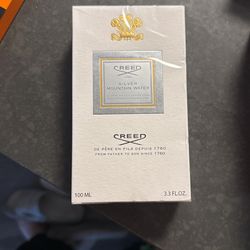 CREED
SILVER
MOUNTAIN WATER
CREED
DE PÈRE EN FILS DEPUIS 1760
FROM FATHER TO SON SINCE 1760
100 ML
3.3 FL.OZ.